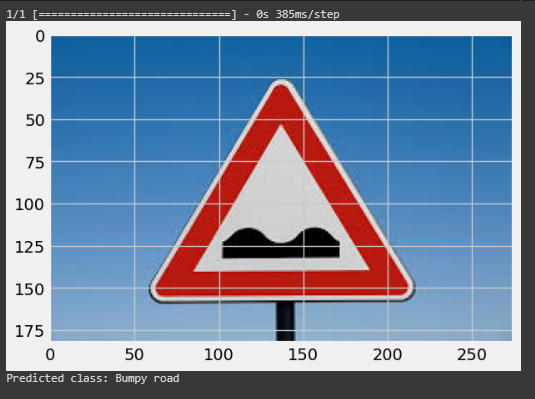 1/1 [==============================] - 0s 385ms/step
0
25
50
75
100
125
150
175
0 50 100 150 200 250
Predicted class: Bumpy road